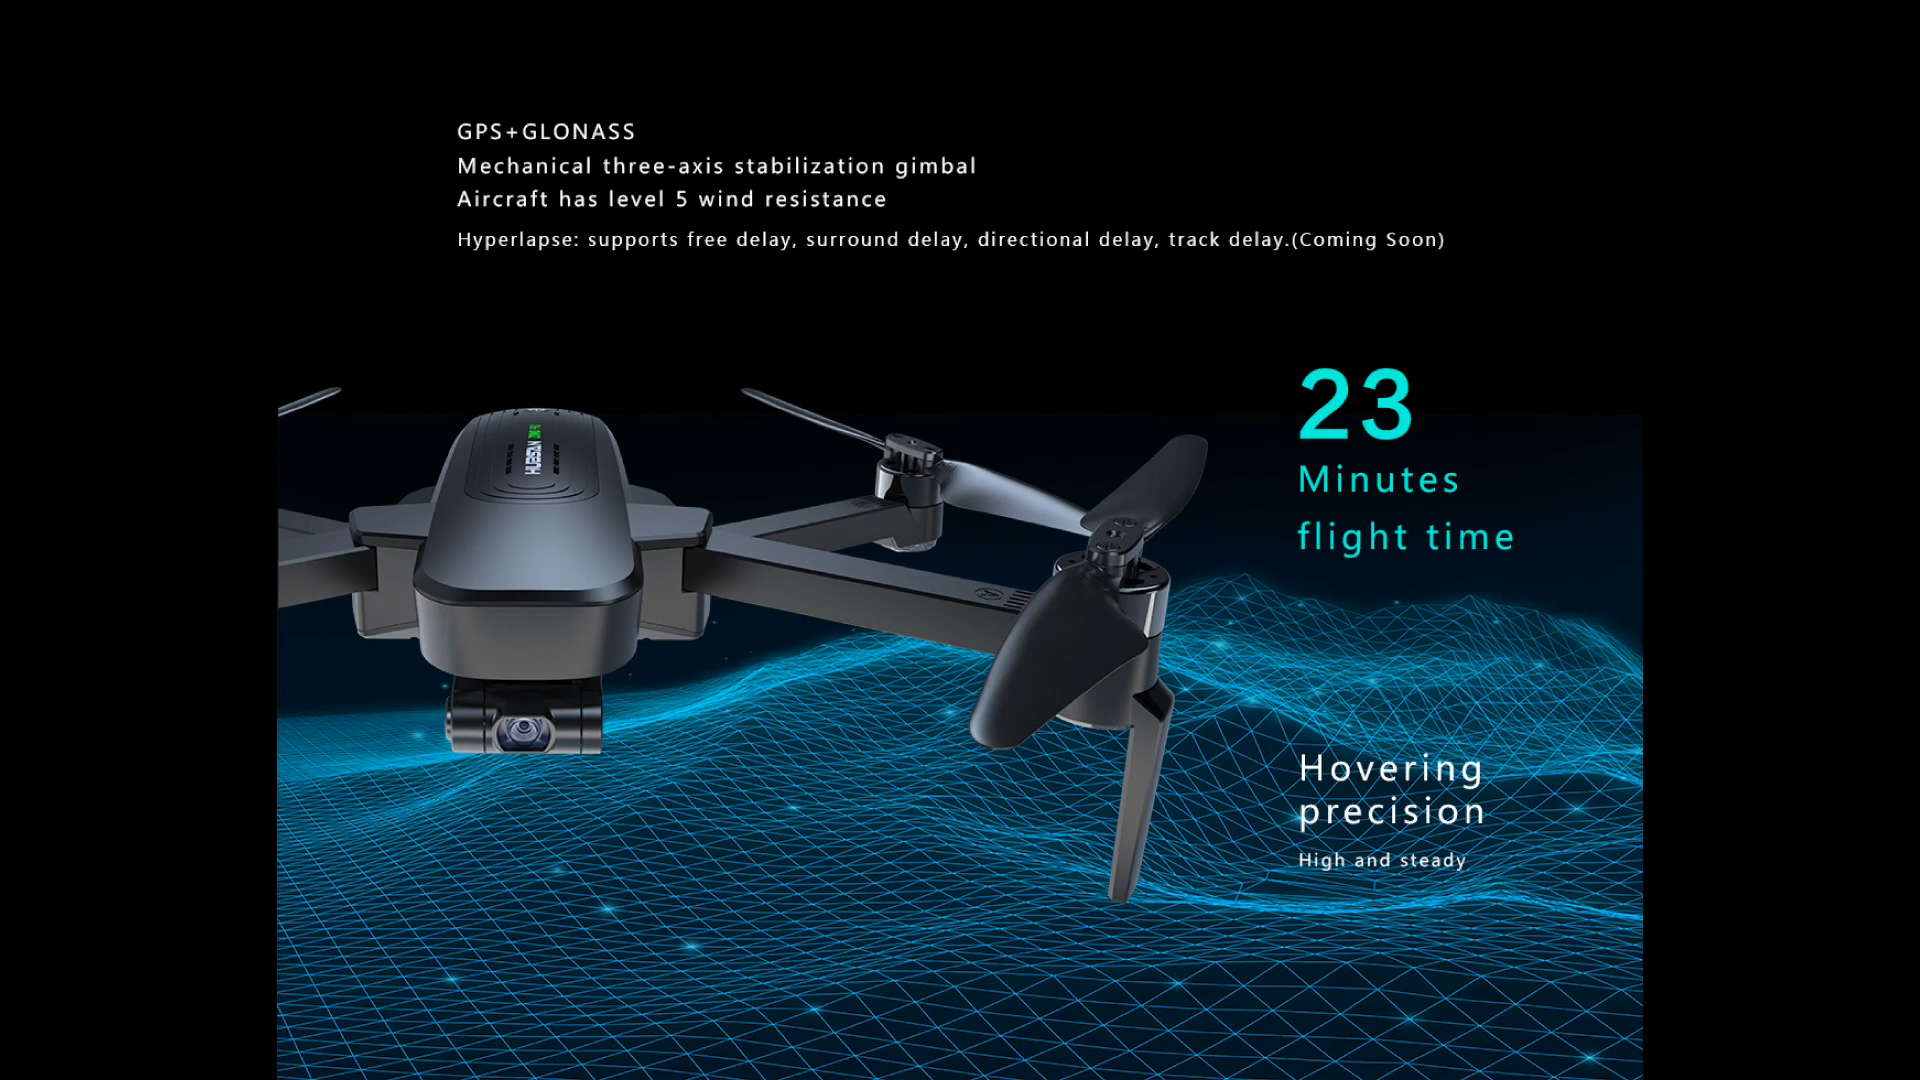 GPS+GLONASS
Mechanical three-axis stabilization gimbal
Aircraft has level 5 wind resistance
Hyperlapse: supports free delay, surround delay, directional delay, track delay.(Coming Soon)
23
Minutes
flight time
HUBSAN
Hovering
precision
High and steady